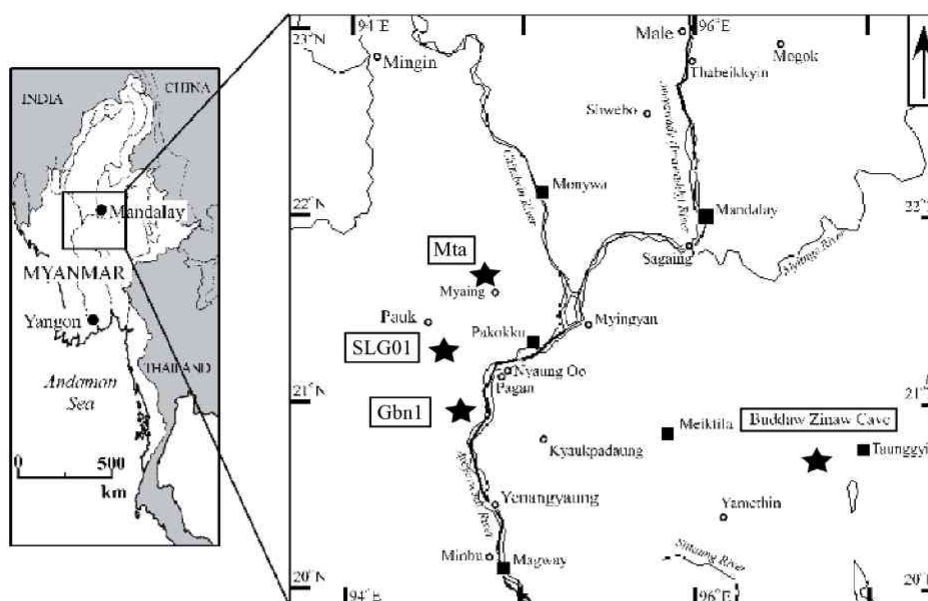 INDIA
CHINA
Mandalay
MYANMAR
Yangon
THAILAND
Andaman
Sea
0 500
km
94°E
96°E
23°N
Mingin
Male
Mogok
Thabeikkyin
Monywa
22°N
Mandalay
22°
Sagaing
Mta
Myaing
Pauk
Pakokku
Myingyan
SLG01
Nyaung Oo
Pagan
21°N
Gbn1
Meiktila
Buddaw Zinaw Cave
Kyaukpadaung
Taunggyi
Yenangyaung
Yamethin
Minbu
Magway
20°N
20°N
94°E
96°E